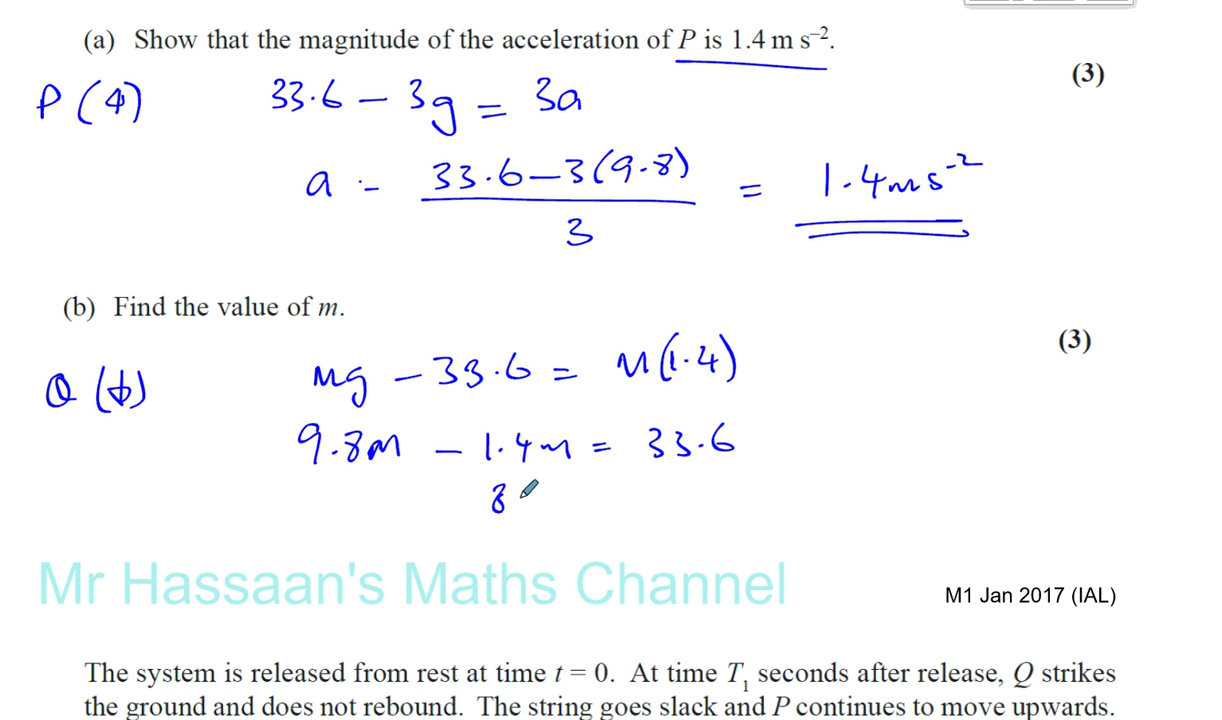 (a) Show that the magnitude of the acceleration of P is 1.4 m s⁻².
(3)
P (↑) 33.6 – 3g = 3a
a = 33.6 – 3(9.8) / 3 = 1.4 ms⁻²
(b) Find the value of m.
(3)
Q (↓) Mg – 33.6 = M(1.4)
9.8m – 1.4m = 33.6
8
Mr Hassaan's Maths Channel
M1 Jan 2017 (IAL)
The system is released from rest at time t = 0. At time T₁ seconds after release, Q strikes
the ground and does not rebound. The string goes slack and P continues to move upwards.